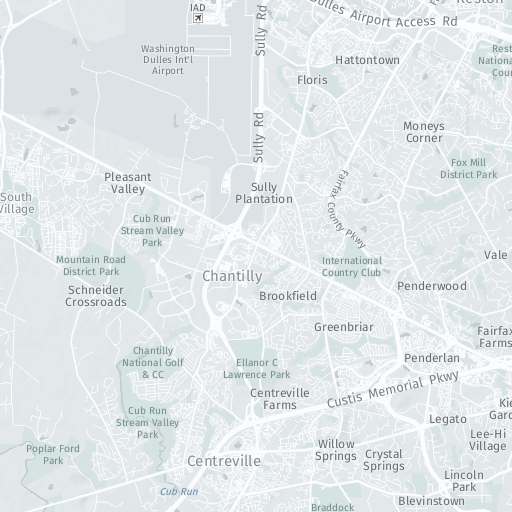 IAD
Dulles Airport Access Rd
Reston
Sully Rd
Washington
Dulles Int'l
Airport
Hattontown
Rest
National
Cou
Floris
Moneys
Corner
Sully Rd
Fox Mill
District Park
Pleasant
Valley
Sully
Plantation
Fairfax County Pkwy
South
Village
Cub Run
Stream Valley
Park
Mountain Road
District Park
International
Country Club
Vale
Chantilly
Schneider
Crossroads
Brookfield
Penderwood
Greenbriar
Fairfax
Farms
Chantilly
National Golf
& CC
Ellanor C
Lawrence Park
Penderlan
Custis Memorial Pkwy
Centreville
Farms
Kie
Gard
Cub Run
Stream Valley
Park
Legato
Lee-Hi
Village
Poplar Ford
Park
Willow
Springs
Crystal
Springs
Centreville
Lincoln
Park
Cub Run
Blevinstown
Braddock